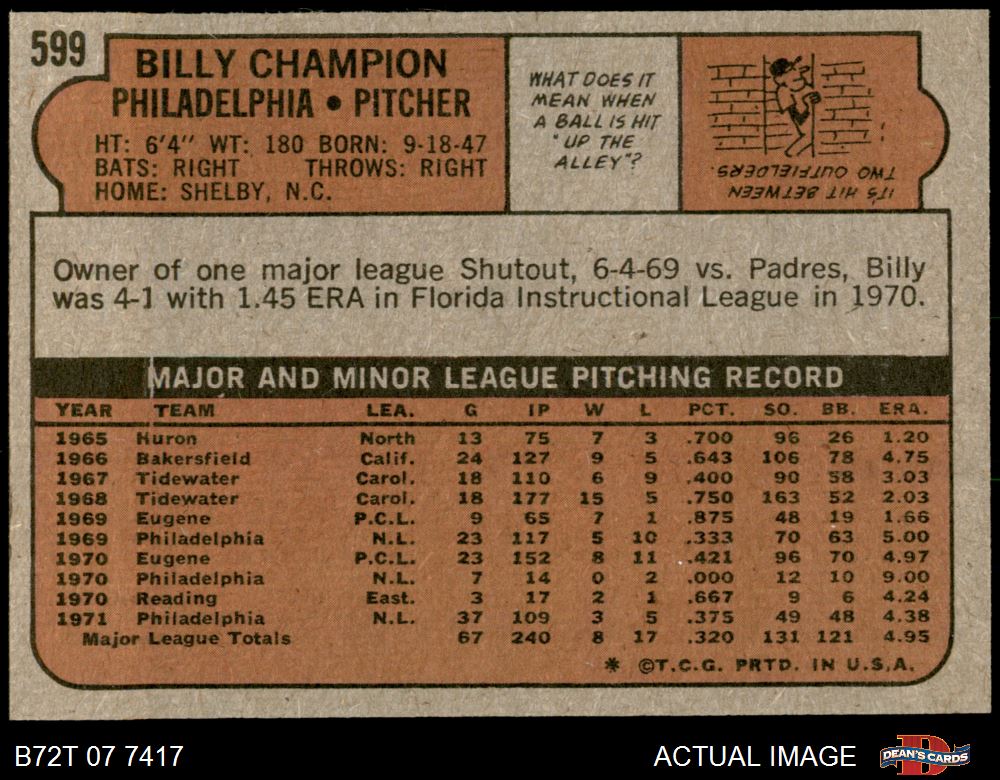 599
BILLY CHAMPION
PHILADELPHIA • PITCHER
HT: 6'4" WT: 180 BORN: 9-18-47
BATS: RIGHT THROWS: RIGHT
HOME: SHELBY, N.C.
WHAT DOES IT
MEAN WHEN
A BALL IS HIT
"UP THE
ALLEY"?
IT'S HIT BETWEEN
TWO OUTFIELDERS.
Owner of one major league Shutout, 6-4-69 vs. Padres, Billy
was 4-1 with 1.45 ERA in Florida Instructional League in 1970.
MAJOR AND MINOR LEAGUE PITCHING RECORD
YEAR TEAM LEA. G IP W L PCT. SO. BB. ERA.
1965 Huron North 13 75 7 3 .700 96 26 1.20
1966 Bakersfield Calif. 24 127 9 5 .643 106 78 4.75
1967 Tidewater Carol. 18 110 6 9 .400 90 58 3.03
1968 Tidewater Carol. 18 177 15 5 .750 163 52 2.03
1969 Eugene P.C.L. 9 65 7 1 .875 48 19 1.66
1969 Philadelphia N.L. 23 117 5 10 .333 70 63 5.00
1970 Eugene P.C.L. 23 152 8 11 .421 96 70 4.97
1970 Philadelphia N.L. 7 14 0 2 .000 12 10 9.00
1970 Reading East. 3 17 2 1 .667 9 6 4.24
1971 Philadelphia N.L. 37 109 3 5 .375 49 48 4.38
Major League Totals 67 240 8 17 .320 131 121 4.95
* ©T.C.G. PRTD. IN U.S.A.
B72T 07 7417 ACTUAL IMAGE DEAN'S CARDS